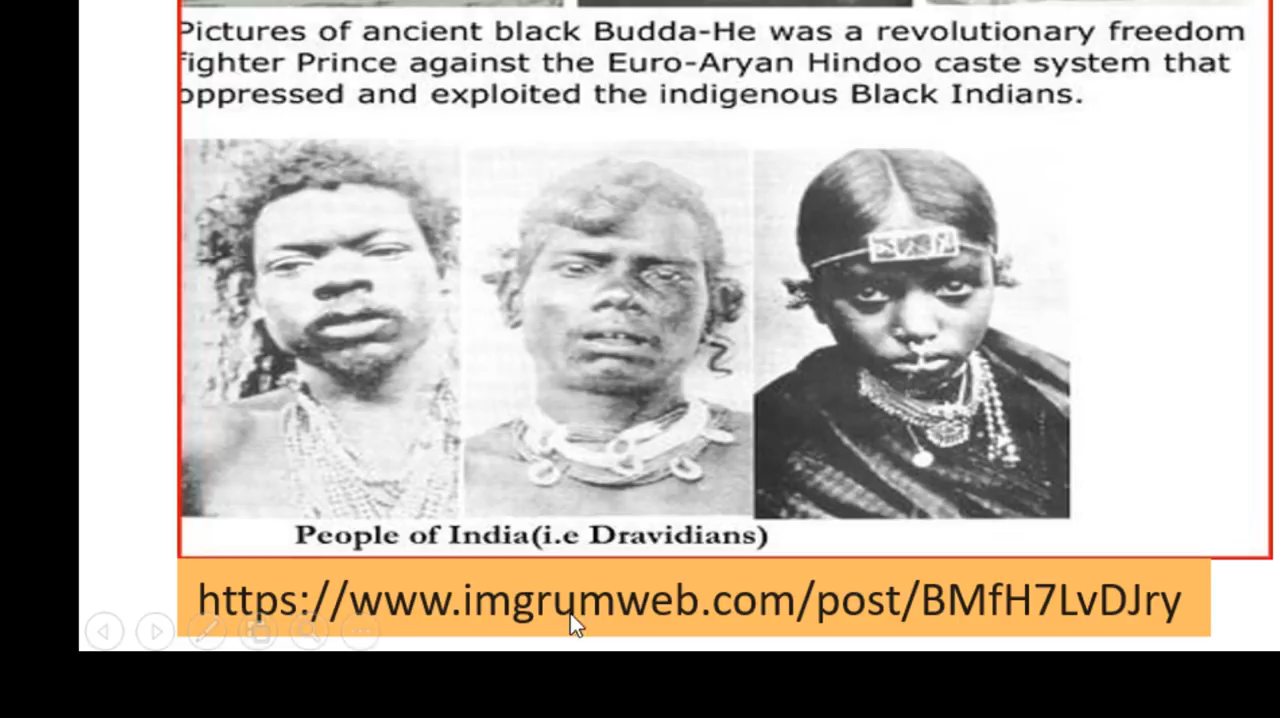 Pictures of ancient black Budda-He was a revolutionary freedom
fighter Prince against the Euro-Aryan Hindoo caste system that
oppressed and exploited the indigenous Black Indians.
People of India(i.e Dravidians)
https://www.imgrumweb.com/post/BMfH7LvDJry